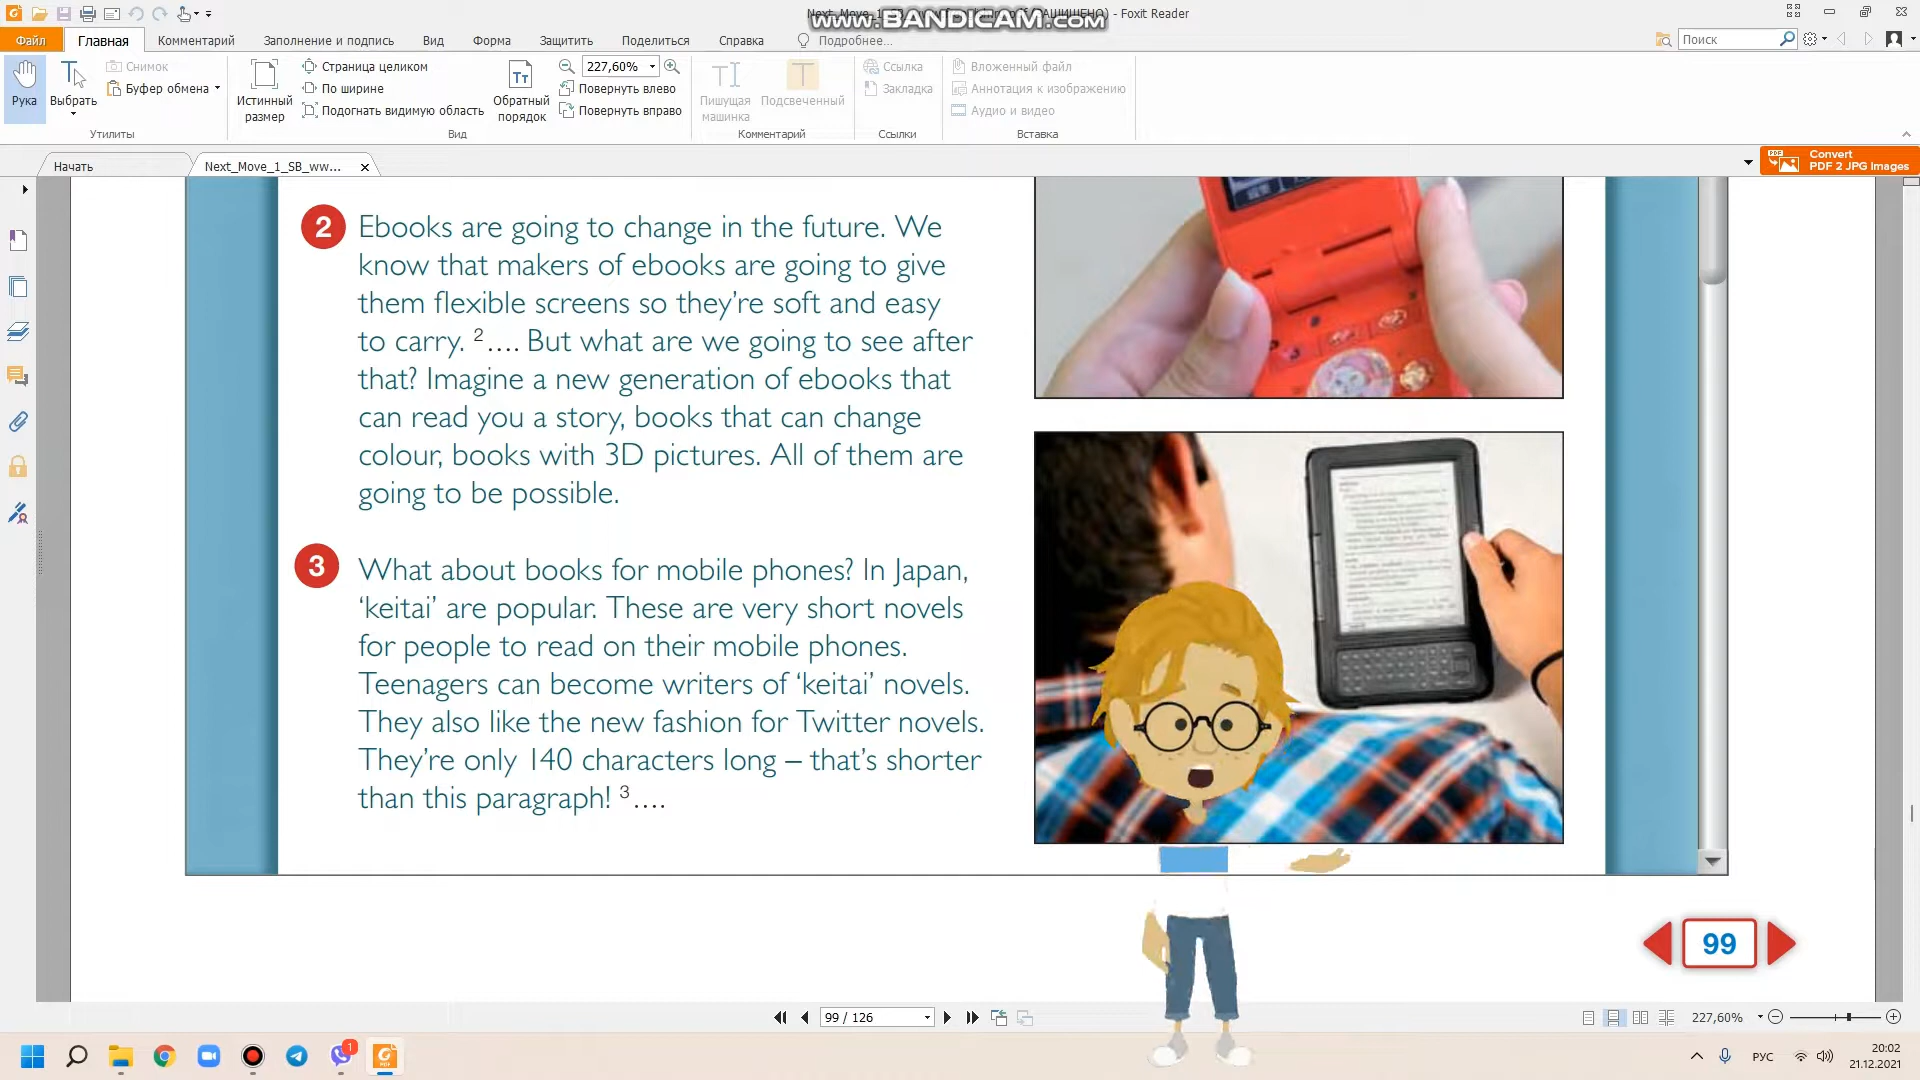 www.BANDICAM.com
Next_Move_1_SB_
- Foxit Reader
Файл
Главная
Комментарий
Заполнение и подпись
Вид
Форма
Защитить
Поделиться
Справка
Подробнее...
Поиск
Рука
Выбрать
Снимок
Буфер обмена
Утилиты
Истинный размер
Страница целиком
По ширине
Подогнать видимую область
Обратный порядок
227,60%
Повернуть влево
Повернуть вправо
Вид
Пишущая машинка
Подсвеченный
Комментарий
Ссылка
Закладка
Ссылки
Вложенный файл
Аннотация к изображению
Аудио и видео
Вставка
Начать
Next_Move_1_SB_ww...
Convert
PDF 2 JPG Images
2 Ebooks are going to change in the future. We
know that makers of ebooks are going to give
them flexible screens so they're soft and easy
to carry. 2.... But what are we going to see after
that? Imagine a new generation of ebooks that
can read you a story, books that can change
colour, books with 3D pictures. All of them are
going to be possible.
3 What about books for mobile phones? In Japan,
‘keitai’ are popular. These are very short novels
for people to read on their mobile phones.
Teenagers can become writers of ‘keitai’ novels.
They also like the new fashion for Twitter novels.
They're only 140 characters long – that's shorter
than this paragraph! 3....
99
99 / 126
227,60%
1
РУС
20:02
21.12.2021